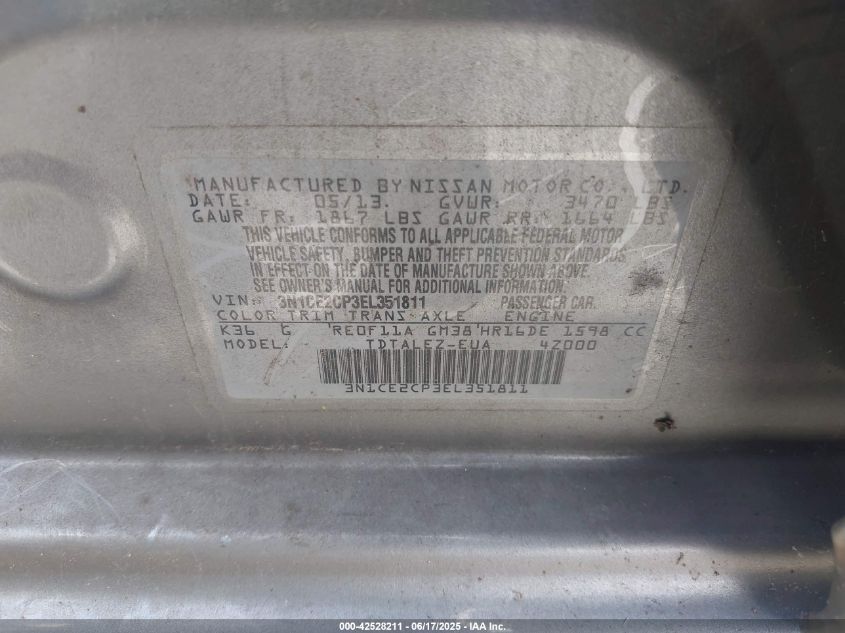 MANUFACTURED BY NISSAN MOTOR CO., LTD.
DATE: 05/13. GVWR: 3470 LBS
GAWR FR: 1867 LBS GAWR RR: 1664 LBS
THIS VEHICLE CONFORMS TO ALL APPLICABLE FEDERAL MOTOR
VEHICLE SAFETY, BUMPER AND THEFT PREVENTION STANDARDS
IN EFFECT ON THE DATE OF MANUFACTURE SHOWN ABOVE.
SEE OWNER'S MANUAL FOR ADDITIONAL INFORMATION.
VIN: 3N1CE2CP3EL351811 PASSENGER CAR.
COLOR TRIM TRANS AXLE ENGINE
K36 G RE0F11A GM38 HR16DE 1598 CC
MODEL: TDTALEZ-EUA 4Z000
3N1CE2CP3EL351811
000-42528211 - 06/17/2025 - IAA Inc.